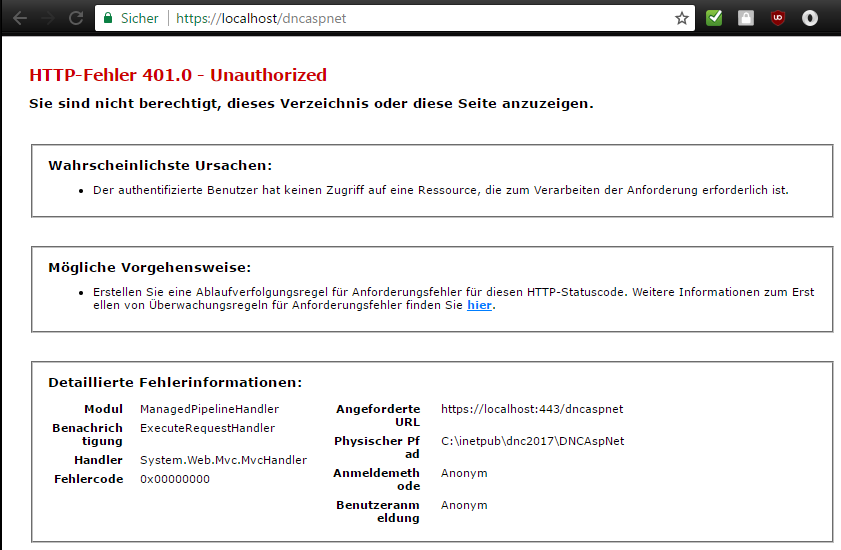 Sicher https://localhost/dncaspnet
HTTP-Fehler 401.0 - Unauthorized
Sie sind nicht berechtigt, dieses Verzeichnis oder diese Seite anzuzeigen.
Wahrscheinlichste Ursachen:
• Der authentifizierte Benutzer hat keinen Zugriff auf eine Ressource, die zum Verarbeiten der Anforderung erforderlich ist.
Mögliche Vorgehensweise:
• Erstellen Sie eine Ablaufverfolgungsregel für Anforderungsfehler für diesen HTTP-Statuscode. Weitere Informationen zum Erst
ellen von Überwachungsregeln für Anforderungsfehler finden Sie hier.
Detaillierte Fehlerinformationen:
Modul ManagedPipelineHandler
Benachrich
tigung ExecuteRequestHandler
Handler System.Web.Mvc.MvcHandler
Fehlercode 0x00000000
Angeforderte
URL https://localhost:443/dncaspnet
Physischer Pf
ad C:\inetpub\dnc2017\DNCAspNet
Anmeldemeth
ode Anonym
Benutzeranm
eldung Anonym